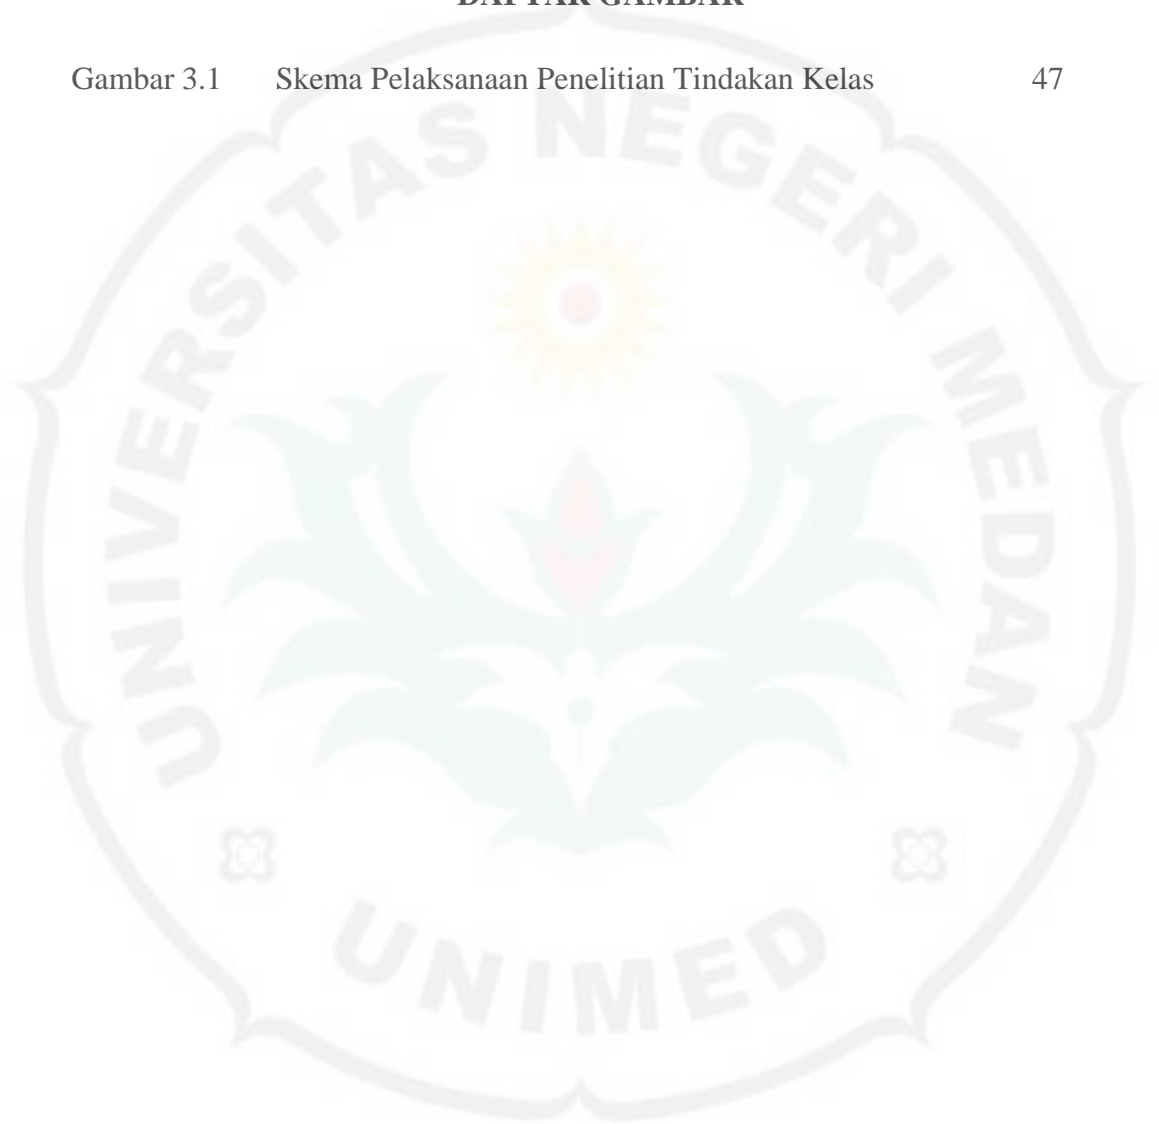 DAFTAR GAMBAR
Gambar 3.1 Skema Pelaksanaan Penelitian Tindakan Kelas 47
UNIVERSITAS NEGERI MEDAN
UNIMED